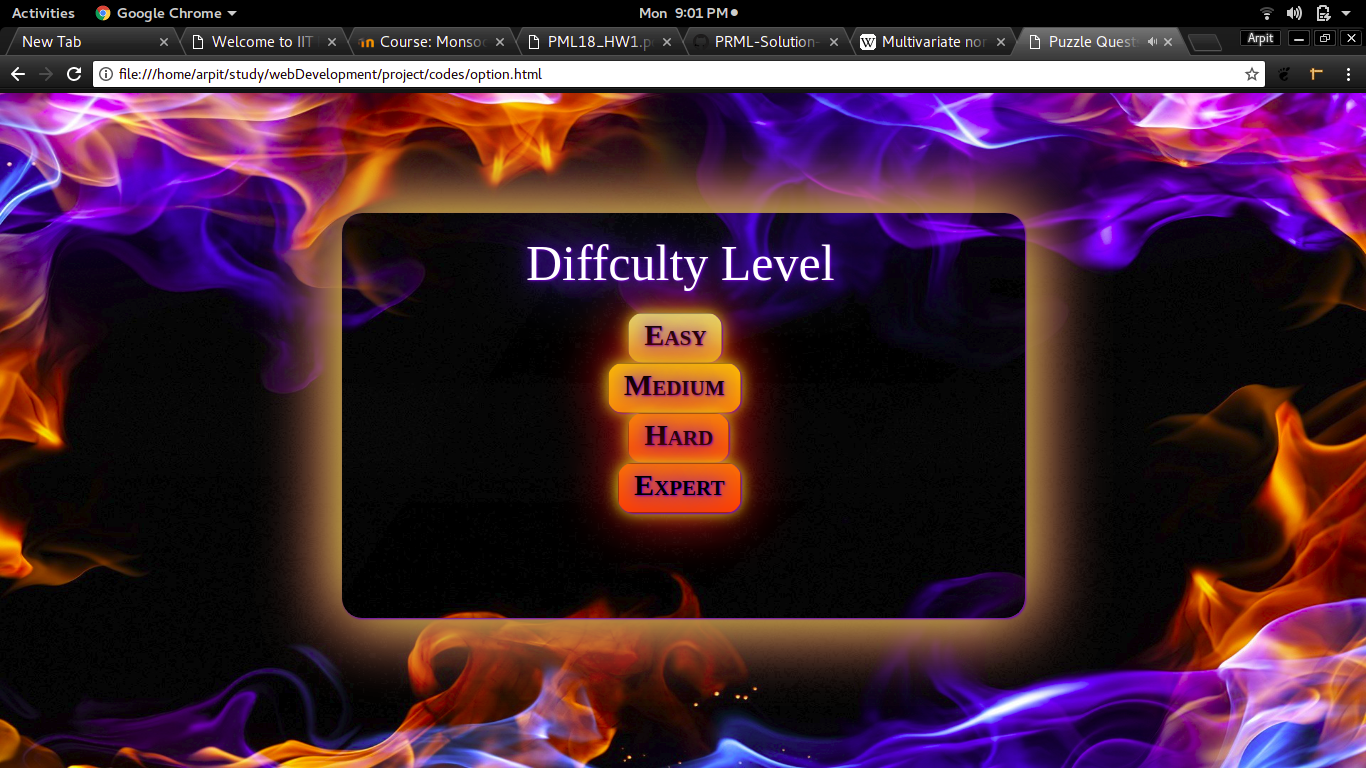 Activities Google Chrome Mon 9:01 PM
New Tab Welcome to IIT Course: Monsoo PML18_HW1.p PRML-Solution- Multivariate nor Puzzle Quest Arpit
file:///home/arpit/study/webDevelopment/project/codes/option.html
Diffculty Level
Easy
Medium
Hard
Expert